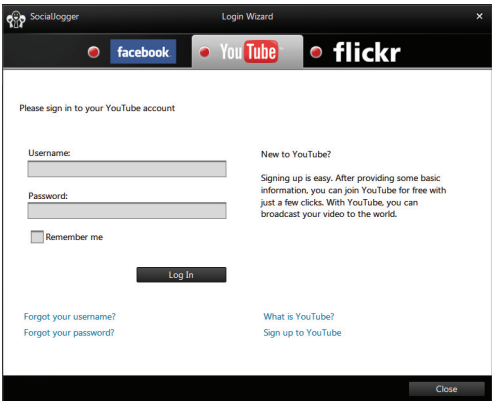 SocialJogger
Login Wizard
facebook
YouTube
flickr
Please sign in to your YouTube account
Username:
Password:
Remember me
Log In
Forgot your username?
Forgot your password?
New to YouTube?
Signing up is easy. After providing some basic
information, you can join YouTube for free with
just a few clicks. With YouTube, you can
broadcast your video to the world.
What is YouTube?
Sign up to YouTube
Close